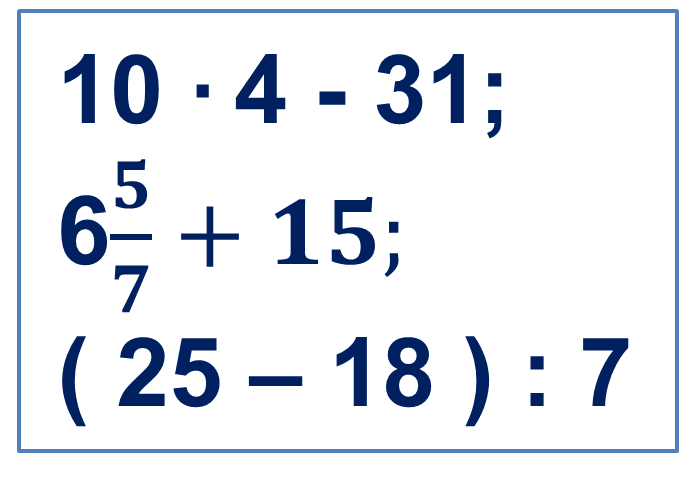 10 · 4 - 31;
6 5/7 + 15;
( 25 – 18 ) : 7